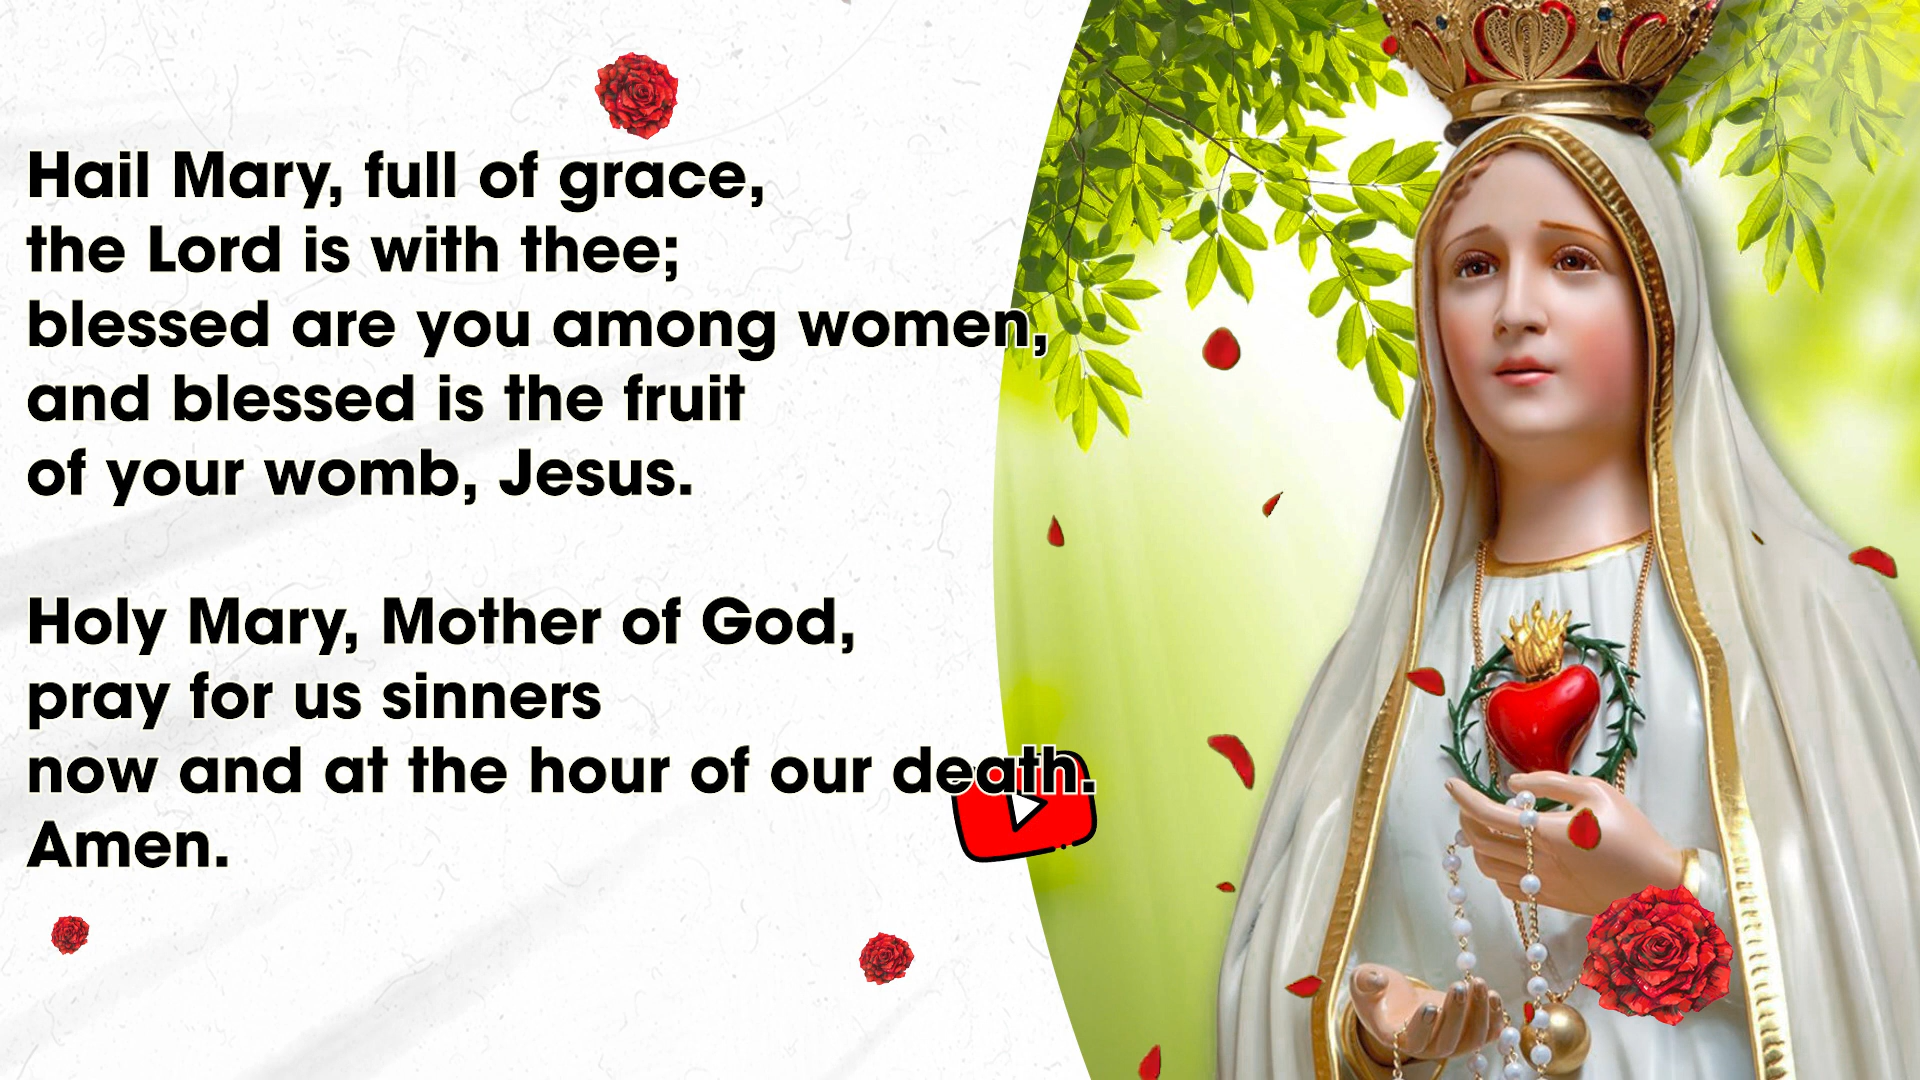 Hail Mary, full of grace,
the Lord is with thee;
blessed are you among women,
and blessed is the fruit
of your womb, Jesus.
Holy Mary, Mother of God,
pray for us sinners
now and at the hour of our death.
Amen.